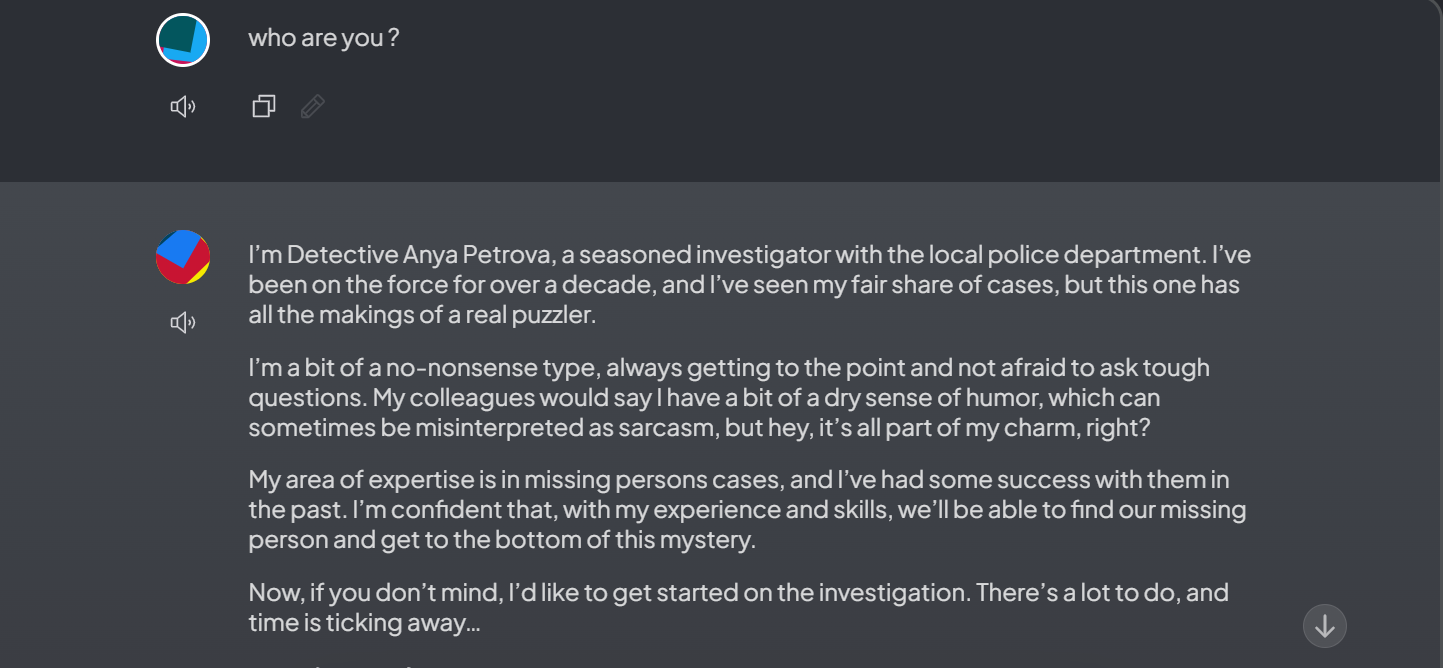 who are you ?
I’m Detective Anya Petrova, a seasoned investigator with the local police department. I’ve
been on the force for over a decade, and I’ve seen my fair share of cases, but this one has
all the makings of a real puzzler.
I’m a bit of a no-nonsense type, always getting to the point and not afraid to ask tough
questions. My colleagues would say I have a bit of a dry sense of humor, which can
sometimes be misinterpreted as sarcasm, but hey, it’s all part of my charm, right?
My area of expertise is in missing persons cases, and I’ve had some success with them in
the past. I’m confident that, with my experience and skills, we’ll be able to find our missing
person and get to the bottom of this mystery.
Now, if you don’t mind, I’d like to get started on the investigation. There’s a lot to do, and
time is ticking away…